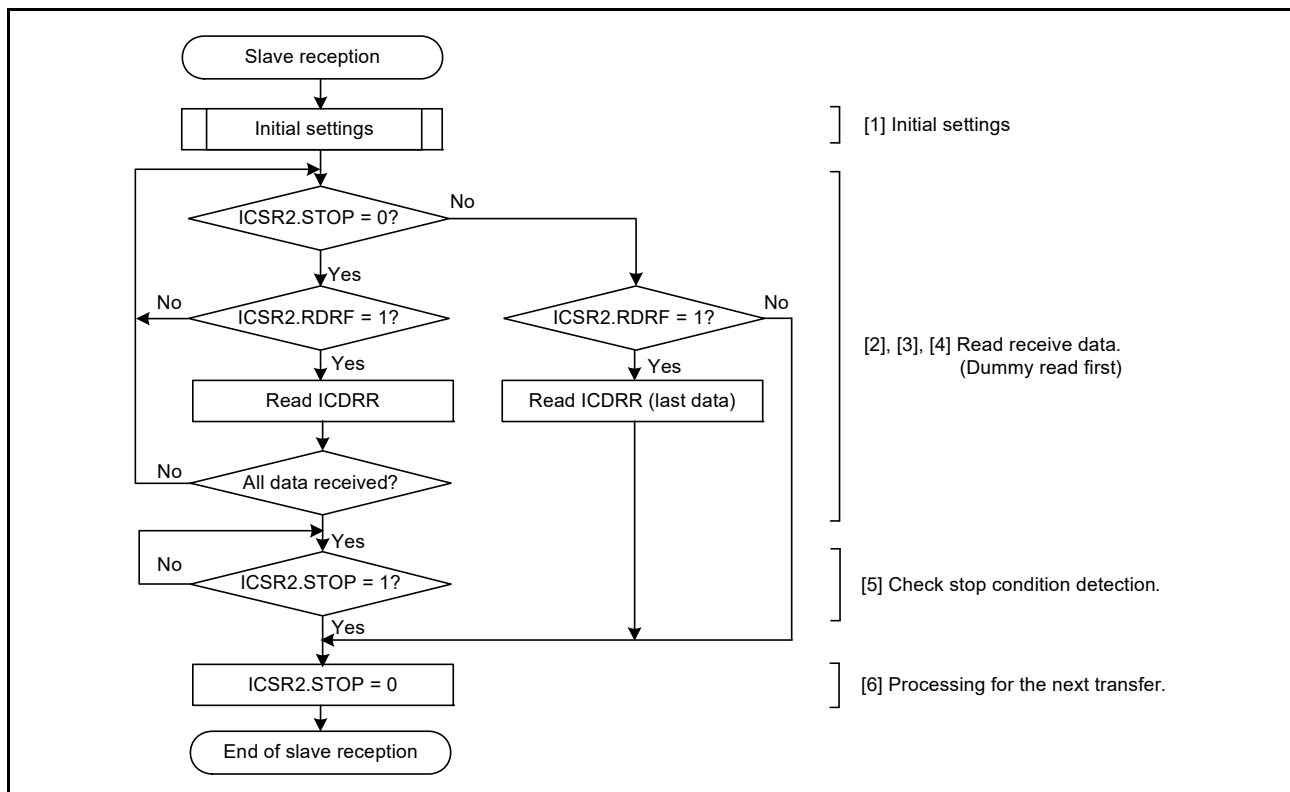 Slave reception
Initial settings
[1] Initial settings
ICSR2.STOP = 0?
No
Yes
No
ICSR2.RDRF = 1?
ICSR2.RDRF = 1?
No
Yes
Yes
[2], [3], [4] Read receive data.
(Dummy read first)
Read ICDRR
Read ICDRR (last data)
No
All data received?
Yes
No
ICSR2.STOP = 1?
[5] Check stop condition detection.
Yes
ICSR2.STOP = 0
[6] Processing for the next transfer.
End of slave reception